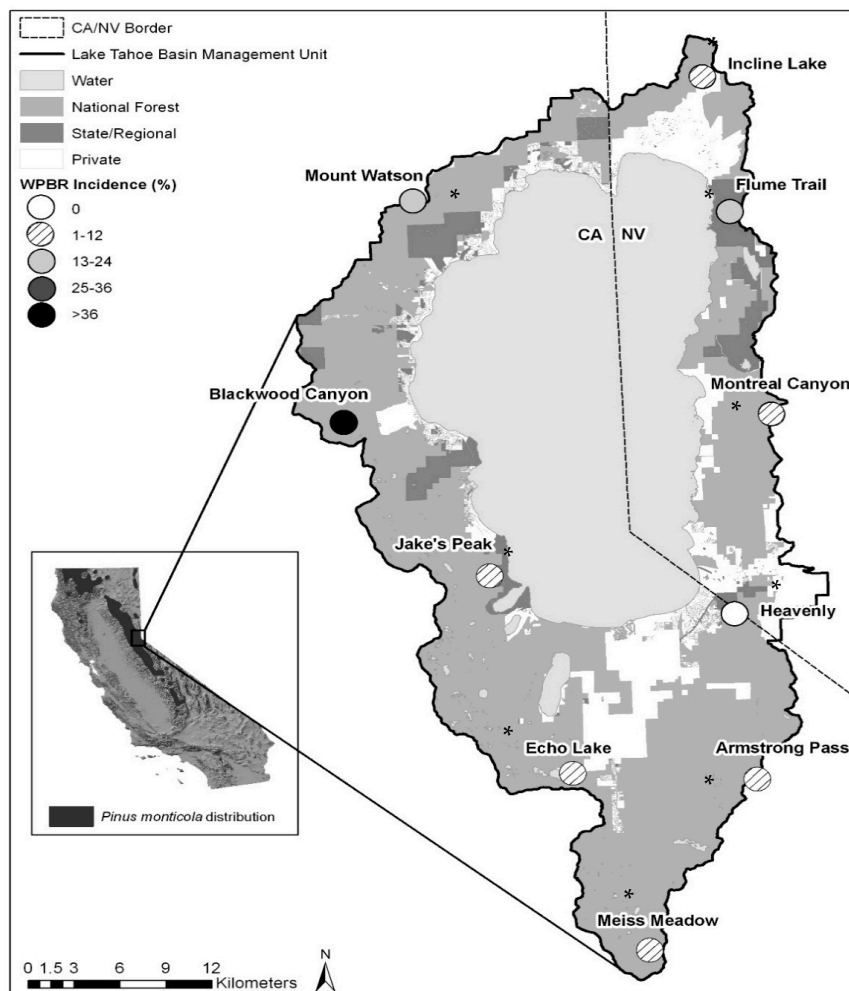 CA/NV Border
Lake Tahoe Basin Management Unit
Water
National Forest
State/Regional
Private
WPBR Incidence (%)
0
1-12
13-24
25-36
>36
Incline Lake
Mount Watson
*
*
*
Flume Trail
CA NV
Blackwood Canyon
Montreal Canyon
*
Jake's Peak
*
*
Heavenly
*
Echo Lake
Armstrong Pass
*
*
Meiss Meadow
Pinus monticola distribution
0 1.5 3 6 9 12
Kilometers
N